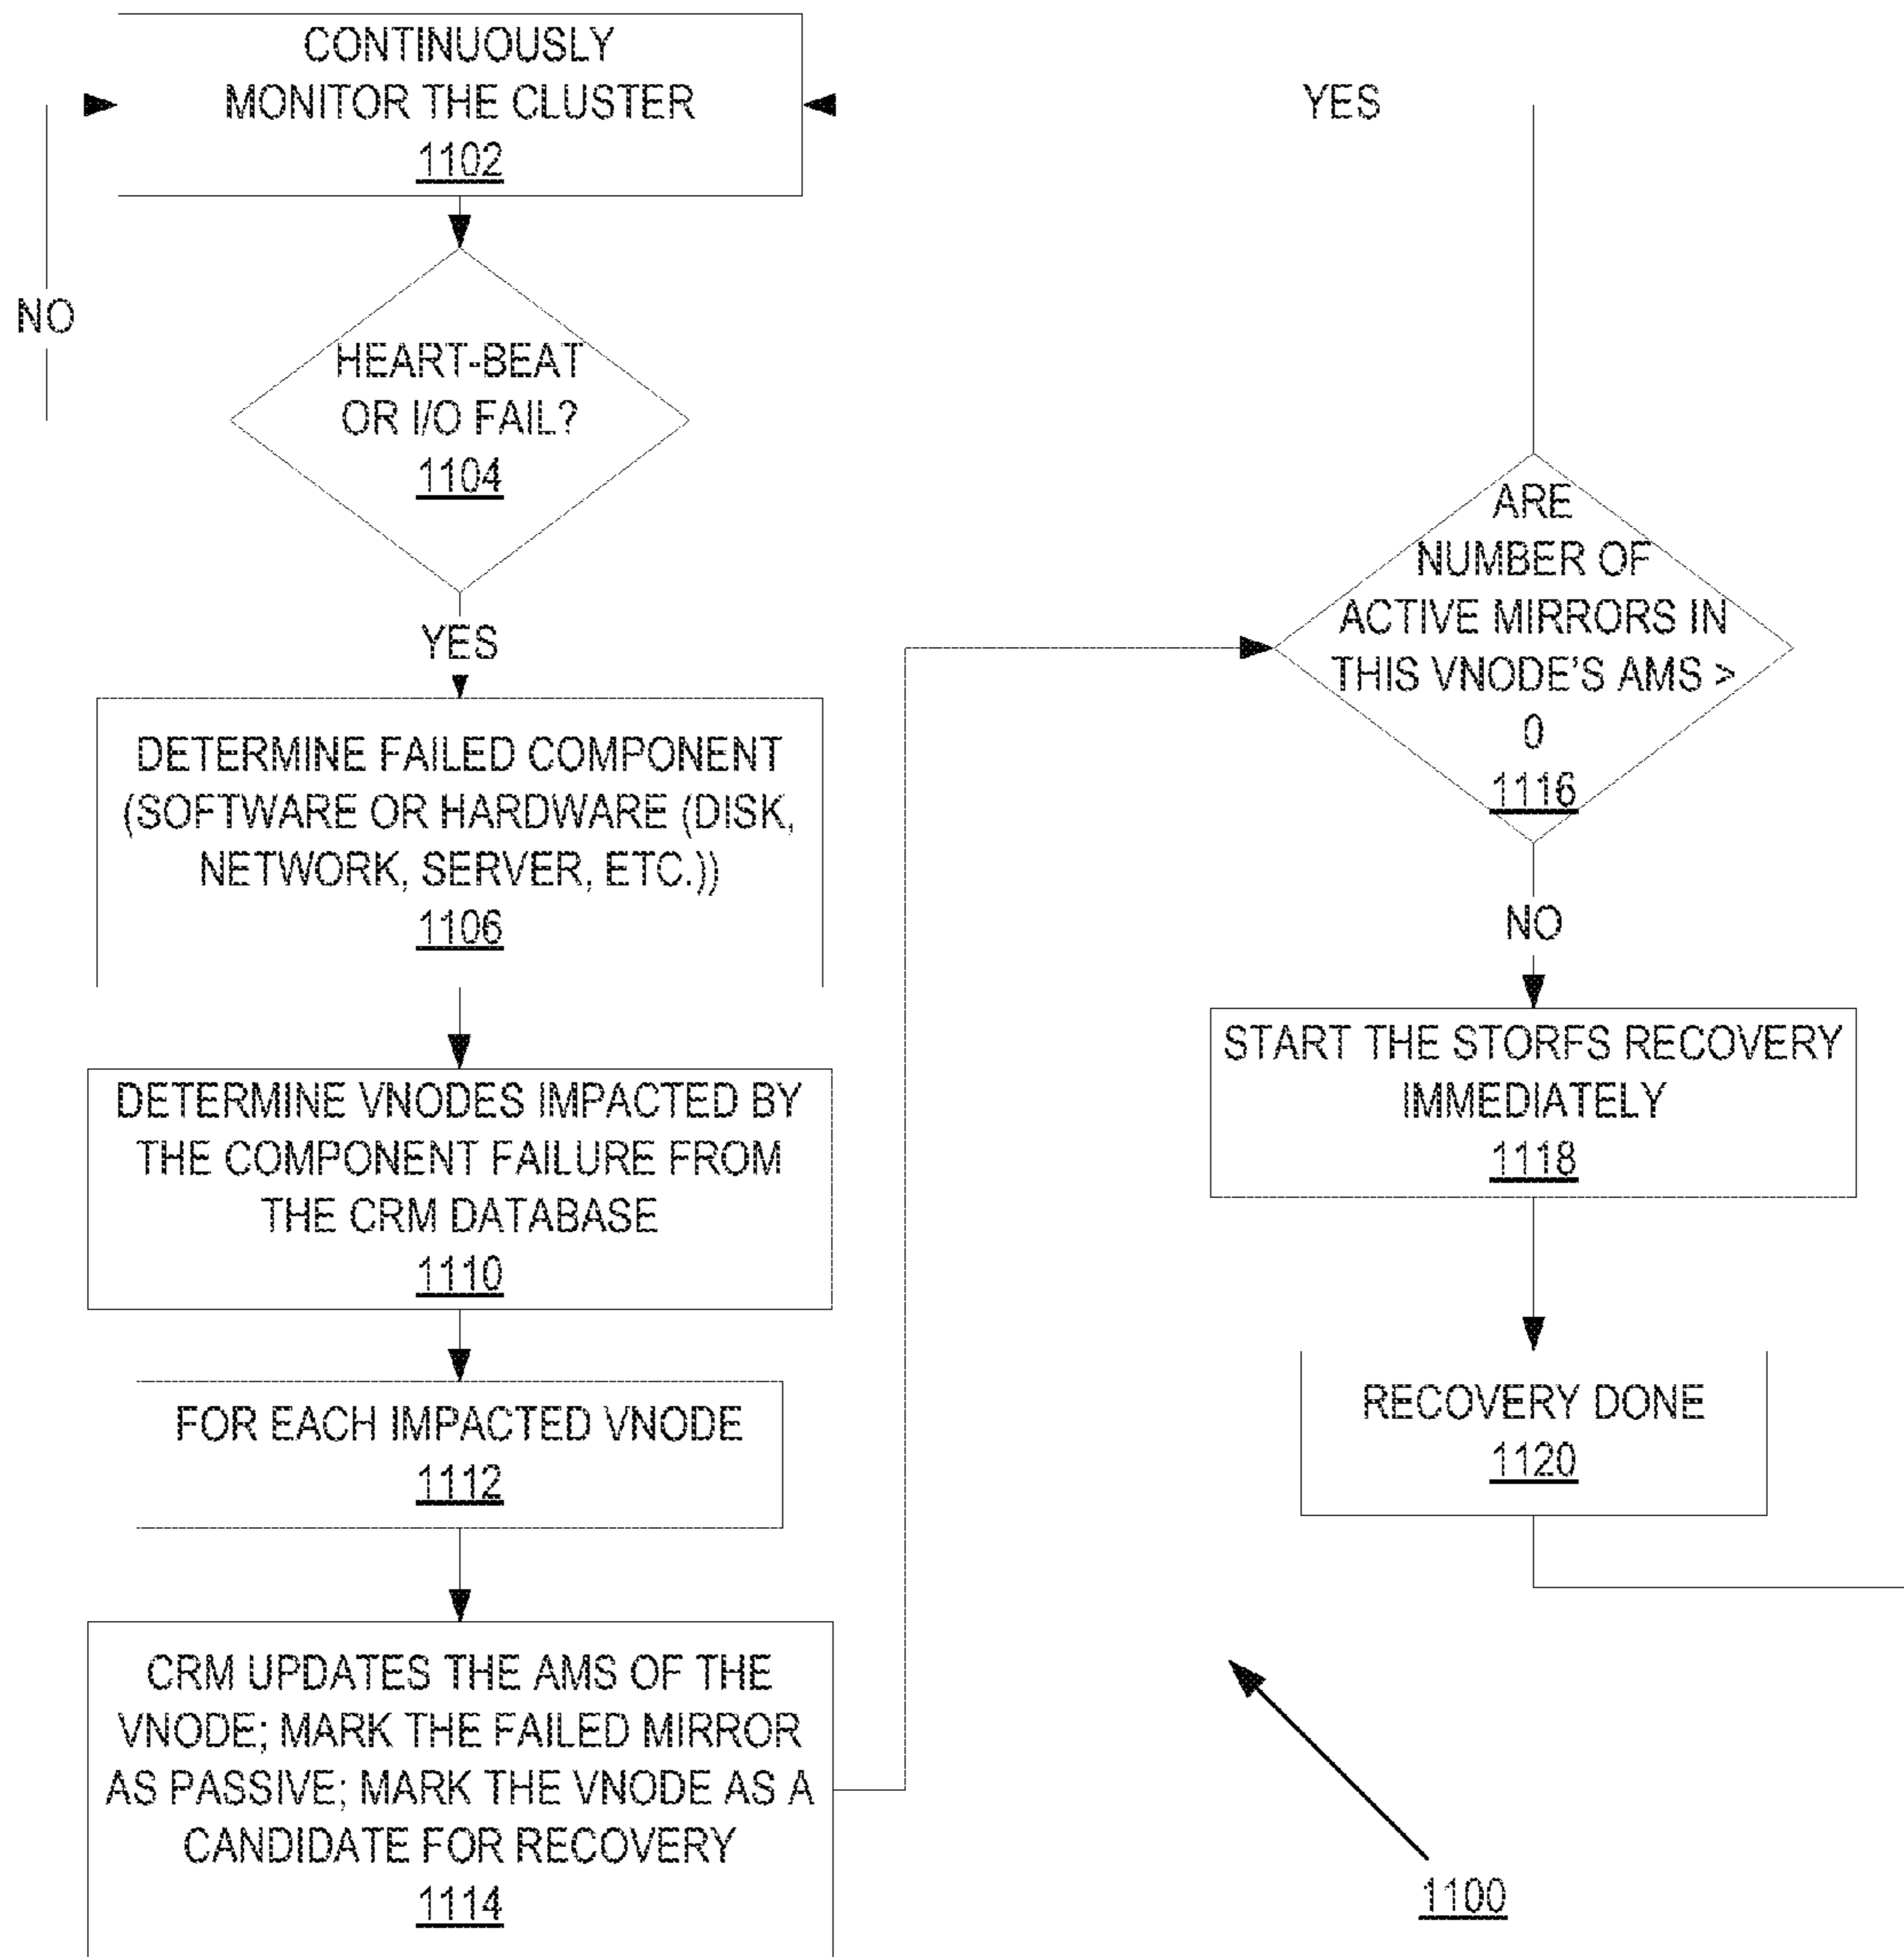 CONTINUOUSLY
MONITOR THE CLUSTER
1102
NO
HEART-BEAT
OR I/O FAIL?
1104
YES
DETERMINE FAILED COMPONENT
(SOFTWARE OR HARDWARE (DISK,
NETWORK, SERVER, ETC.))
1106
DETERMINE VNODES IMPACTED BY
THE COMPONENT FAILURE FROM
THE CRM DATABASE
1110
FOR EACH IMPACTED VNODE
1112
CRM UPDATES THE AMS OF THE
VNODE; MARK THE FAILED MIRROR
AS PASSIVE; MARK THE VNODE AS A
CANDIDATE FOR RECOVERY
1114
YES
ARE
NUMBER OF
ACTIVE MIRRORS IN
THIS VNODE'S AMS >
0
1116
NO
START THE STORFS RECOVERY
IMMEDIATELY
1118
RECOVERY DONE
1120
1100